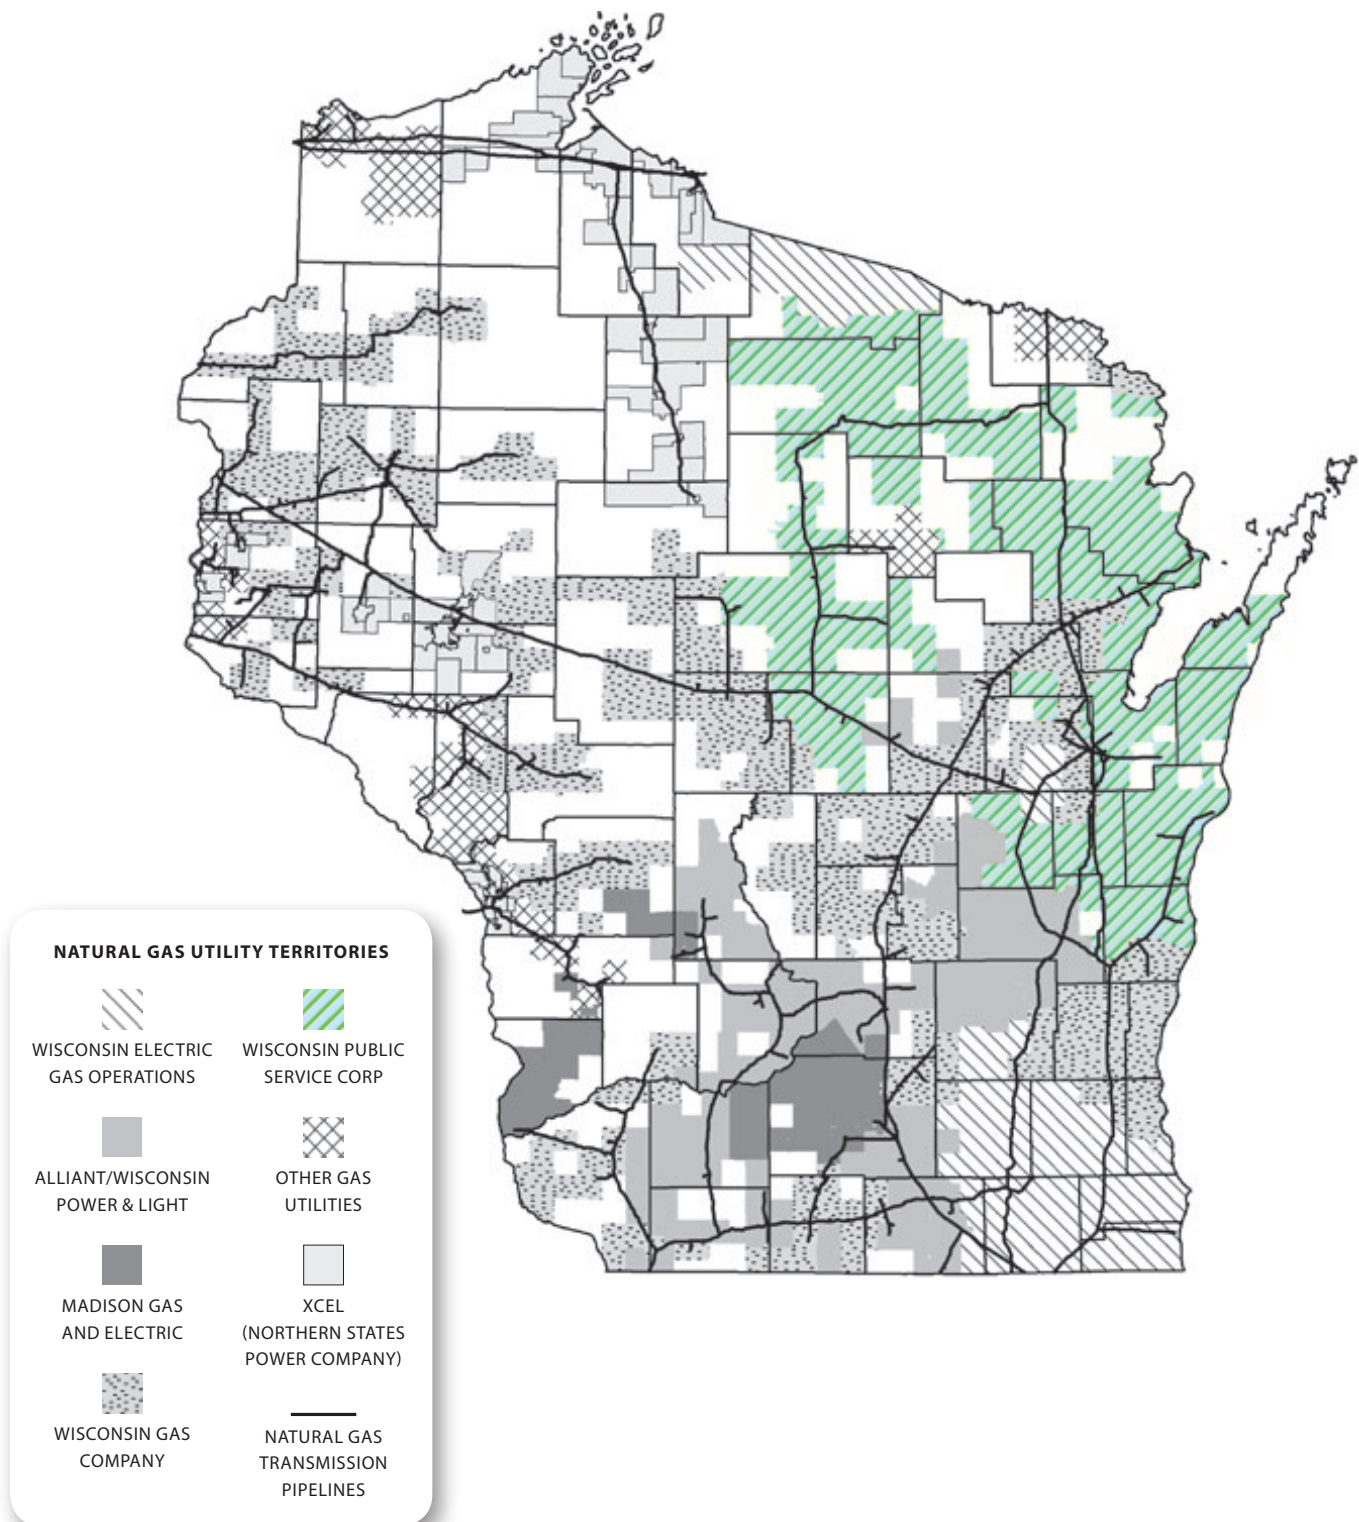 NATURAL GAS UTILITY TERRITORIES
WISCONSIN ELECTRIC
GAS OPERATIONS
WISCONSIN PUBLIC
SERVICE CORP
ALLIANT/WISCONSIN
POWER & LIGHT
OTHER GAS
UTILITIES
MADISON GAS
AND ELECTRIC
XCEL
(NORTHERN STATES
POWER COMPANY)
WISCONSIN GAS
COMPANY
NATURAL GAS
TRANSMISSION
PIPELINES